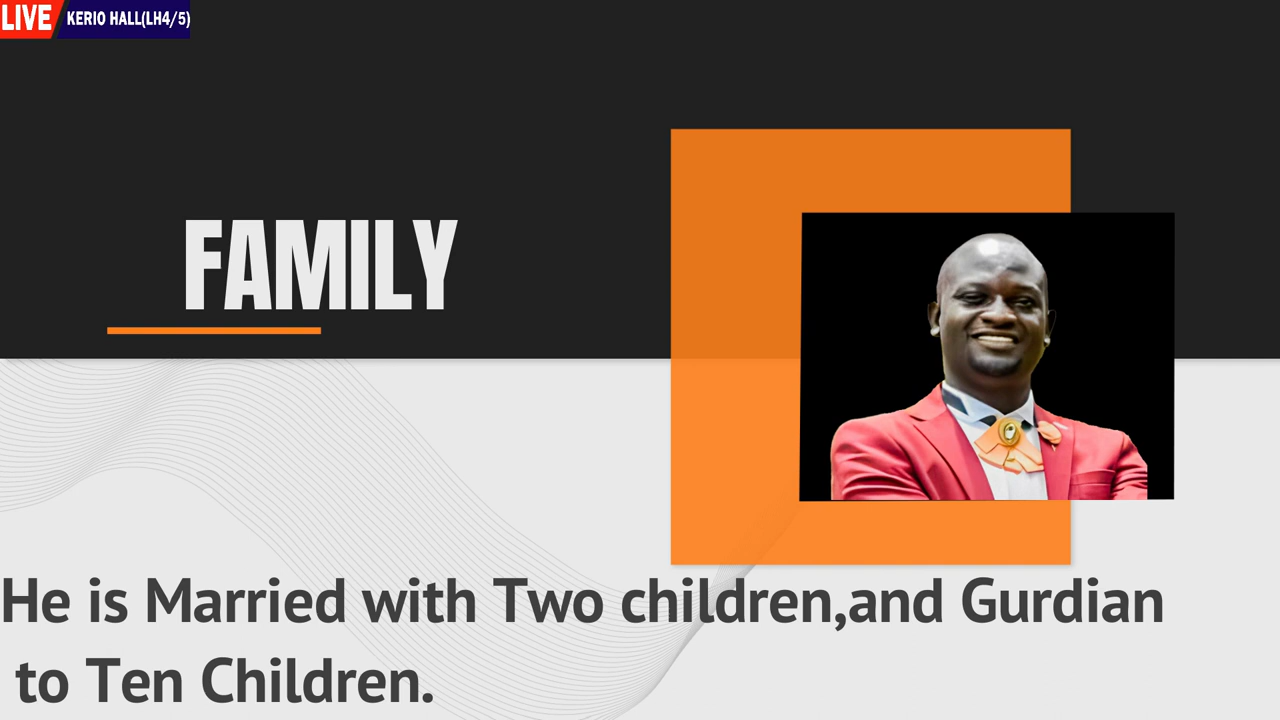 LIVE KERIO HALL(LH4/5)
FAMILY
He is Married with Two children,and Gurdian
to Ten Children.